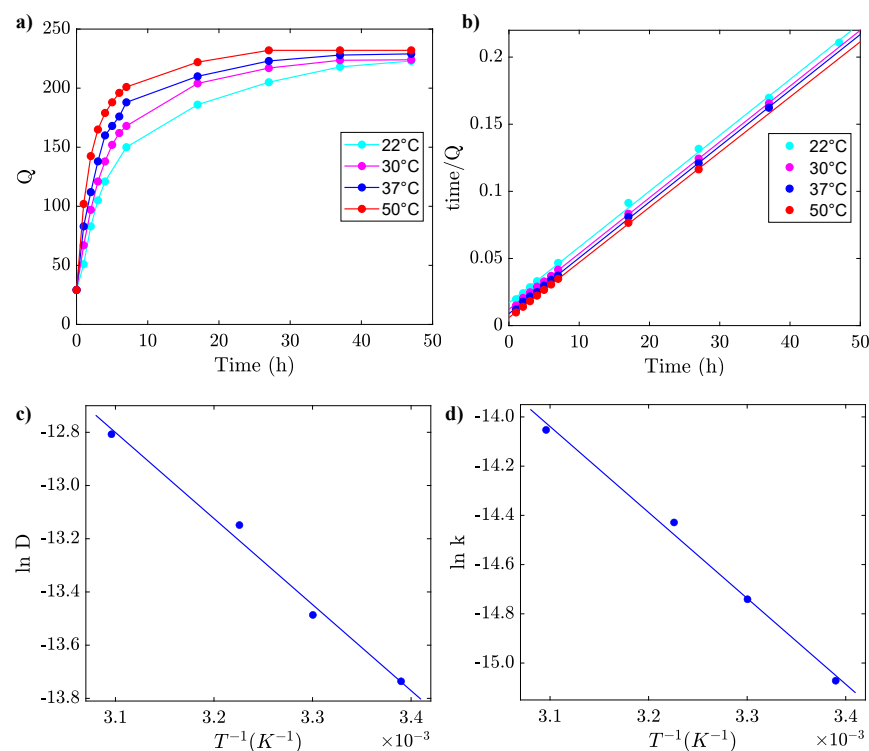 a)
250
200
150
100
50
0
Q
0 10 20 30 40 50
Time (h)
22°C
30°C
37°C
50°C
b)
0.2
0.15
0.1
0.05
0
time/Q
0 10 20 30 40 50
Time (h)
22°C
30°C
37°C
50°C
c)
-12.8
-13.0
-13.2
-13.4
-13.6
-13.8
ln D
3.1 3.2 3.3 3.4
×10⁻³
T⁻¹(K⁻¹)
d)
-14.0
-14.2
-14.4
-14.6
-14.8
-15.0
ln k
3.1 3.2 3.3 3.4
×10⁻³
T⁻¹(K⁻¹)